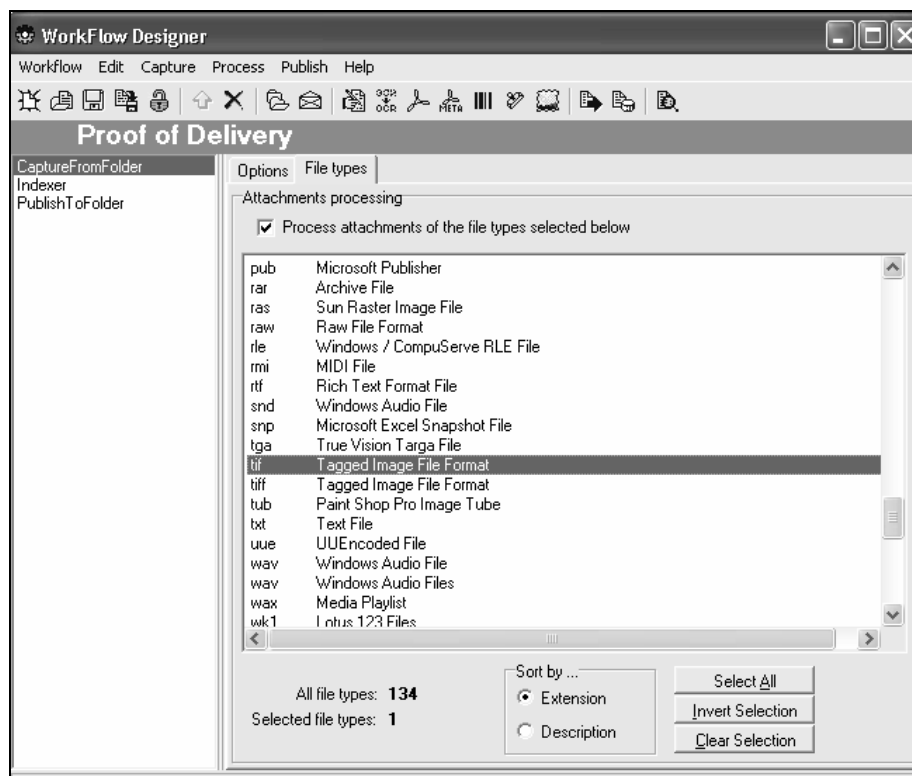 WorkFlow Designer
Workflow Edit Capture Process Publish Help
OCR OCR META
Proof of Delivery
CaptureFromFolder
Indexer
PublishToFolder
Options File types
Attachments processing
Process attachments of the file types selected below
pub Microsoft Publisher
rar Archive File
ras Sun Raster Image File
raw Raw File Format
rle Windows / CompuServe RLE File
rmi MIDI File
rtf Rich Text Format File
snd Windows Audio File
snp Microsoft Excel Snapshot File
tga True Vision Targa File
tif Tagged Image File Format
tiff Tagged Image File Format
tub Paint Shop Pro Image Tube
txt Text File
uue UUEncoded File
wav Windows Audio File
wav Windows Audio Files
wax Media Playlist
wk1 Lotus 123 Files
All file types: 134
Selected file types: 1
Sort by ...
Extension
Description
Select All
Invert Selection
Clear Selection